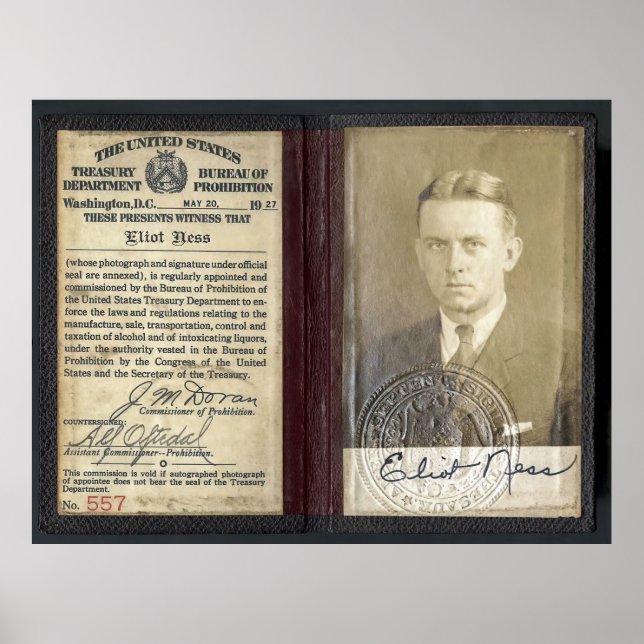 THE UNITED STATES
TREASURY DEPARTMENT
BUREAU OF PROHIBITION
Washington, D.C. MAY 20, 1927
THESE PRESENTS WITNESS THAT
Eliot Ness
(whose photograph and signature under official
seal are annexed), is regularly appointed and
commissioned by the Bureau of Prohibition of
the United States Treasury Department to en-
force the laws and regulations relating to the
manufacture, sale, transportation, control and
taxation of alcohol and of intoxicating liquors,
under the authority vested in the Bureau of
Prohibition by the Congress of the United
States and the Secretary of the Treasury.
J M Doran
Commissioner of Prohibition.
COUNTERSIGNED:
Alf Oftedal
Assistant Commissioner--Prohibition.
This commission is void if autographed photograph
of appointee does not bear the seal of the Treasury
Department.
No. 557
Eliot Ness